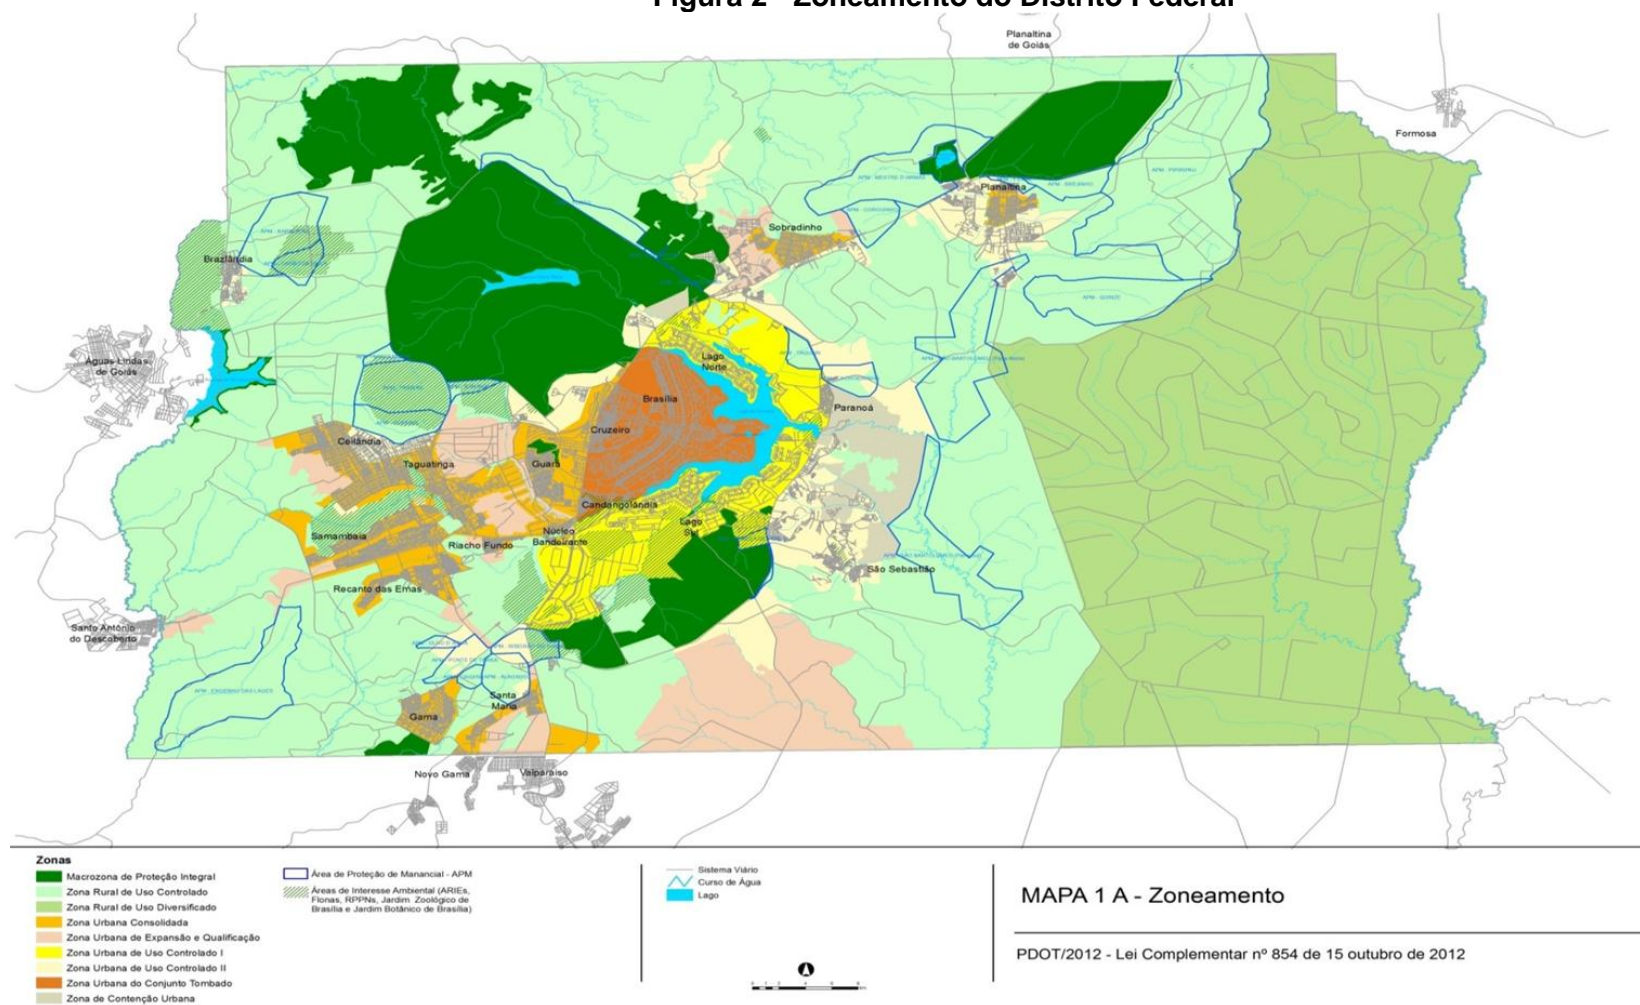 Figura 2 - Zoneamento do Distrito Federal
Planaltina
de Goiás
Formosa
Planaltina
Sobradinho
Brazlândia
Águas Lindas
de Goiás
Lago
Norte
Brasília
Paranoá
Cruzeiro
Ceilândia
Taguatinga
Guará
Candangolândia
Lago
Sul
Núcleo
Bandeirante
Samambaia
Riacho Fundo
São Sebastião
Recanto das Emas
Santo Antônio
do Descoberto
Santa
Maria
Gama
Novo Gama
Valparaiso
Zonas
Macrozona de Proteção Integral
Zona Rural de Uso Controlado
Zona Rural de Uso Diversificado
Zona Urbana Consolidada
Zona Urbana de Expansão e Qualificação
Zona Urbana de Uso Controlado I
Zona Urbana de Uso Controlado II
Zona Urbana do Conjunto Tombado
Zona de Contenção Urbana
Área de Proteção de Manancial - APM
Áreas de Interesse Ambiental (ARIEs,
Flonas, RPPNs, Jardim Zoológico de
Brasília e Jardim Botânico de Brasília)
Sistema Viário
Curso de Água
Lago
MAPA 1 A - Zoneamento
PDOT/2012 - Lei Complementar nº 854 de 15 outubro de 2012